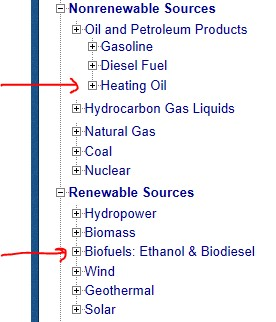 Nonrenewable Sources
Oil and Petroleum Products
Gasoline
Diesel Fuel
Heating Oil
Hydrocarbon Gas Liquids
Natural Gas
Coal
Nuclear
Renewable Sources
Hydropower
Biomass
Biofuels: Ethanol & Biodiesel
Wind
Geothermal
Solar